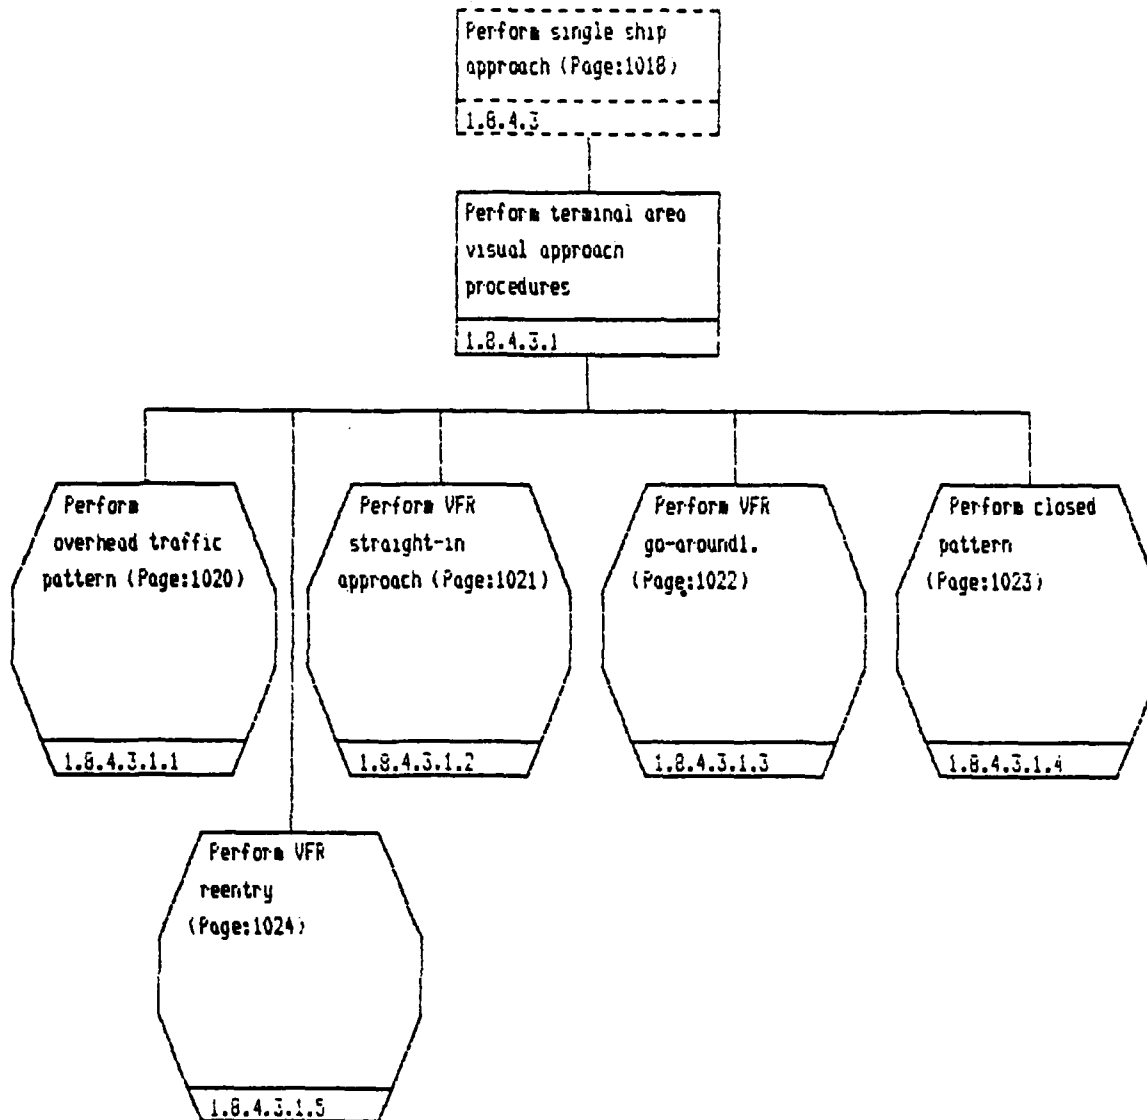 Perform single ship
approach (Page:1018)
1.8.4.3
Perform terminal area
visual approach
procedures
1.8.4.3.1
Perform
overhead traffic
pattern (Page:1020)
1.8.4.3.1.1
Perform VFR
straight-in
approach (Page:1021)
1.8.4.3.1.2
Perform VFR
go-around1.
(Page:1022)
1.8.4.3.1.3
Perform closed
pattern
(Page:1023)
1.8.4.3.1.4
Perform VFR
reentry
(Page:1024)
1.8.4.3.1.5